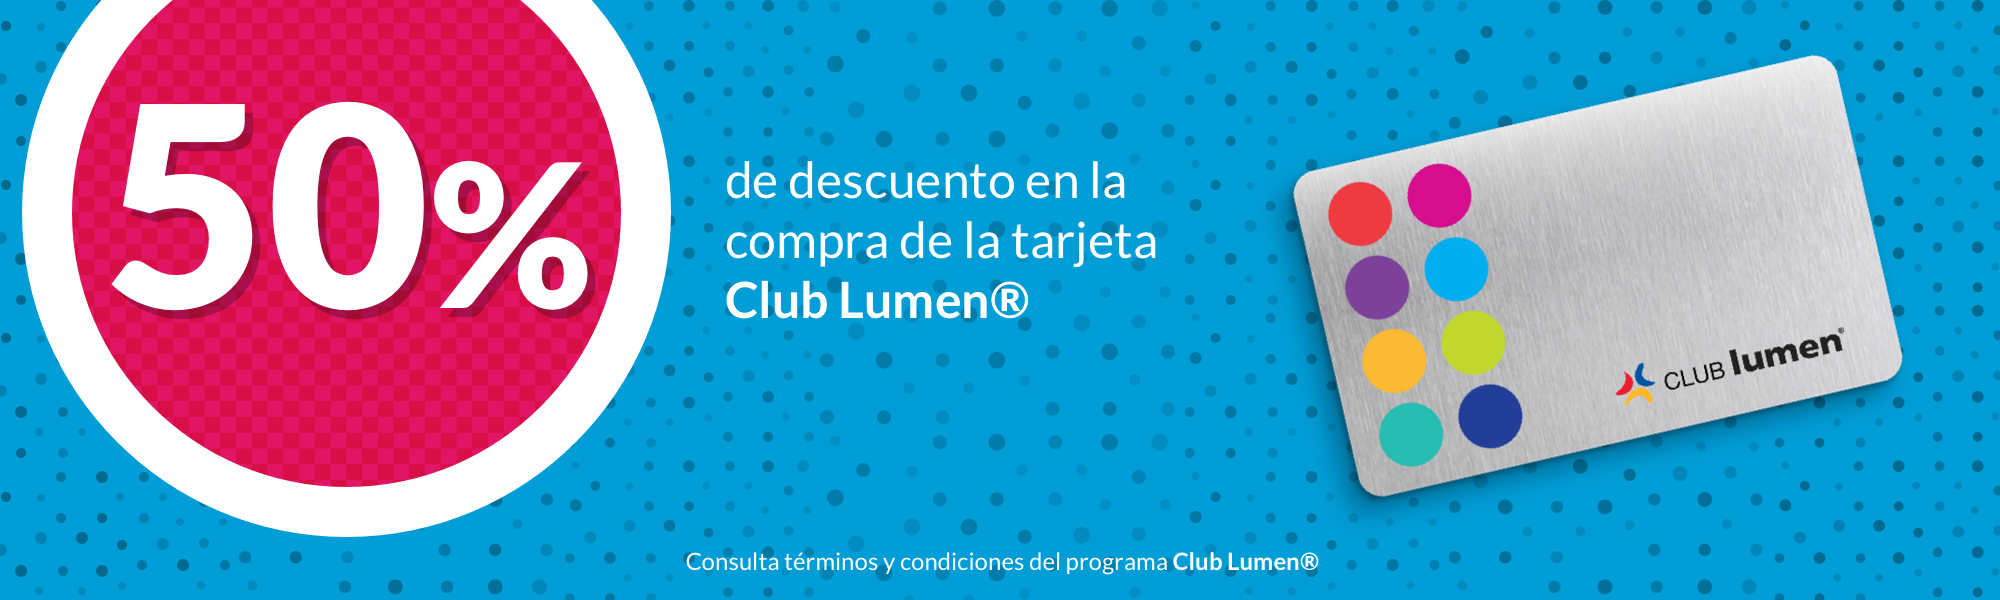 50%
de descuento en la
compra de la tarjeta
Club Lumen®
CLUB lumen®
Consulta términos y condiciones del programa Club Lumen®